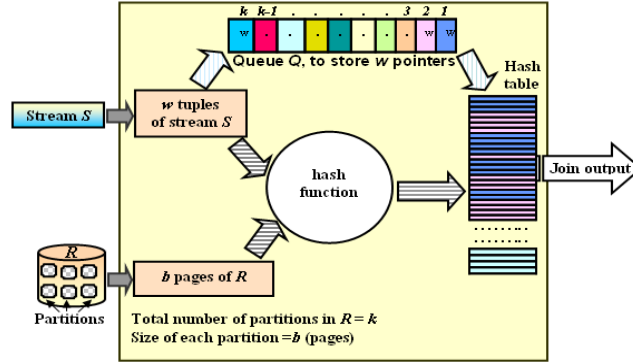 k k-1 . . . . . 3 2 1
w . . . . . . . w w
Queue Q, to store w pointers
Hash
table
Stream S
w tuples
of stream S
hash
function
Join output
.........
.........
R
b pages of R
Partitions
Total number of partitions in R = k
Size of each partition =b (pages)